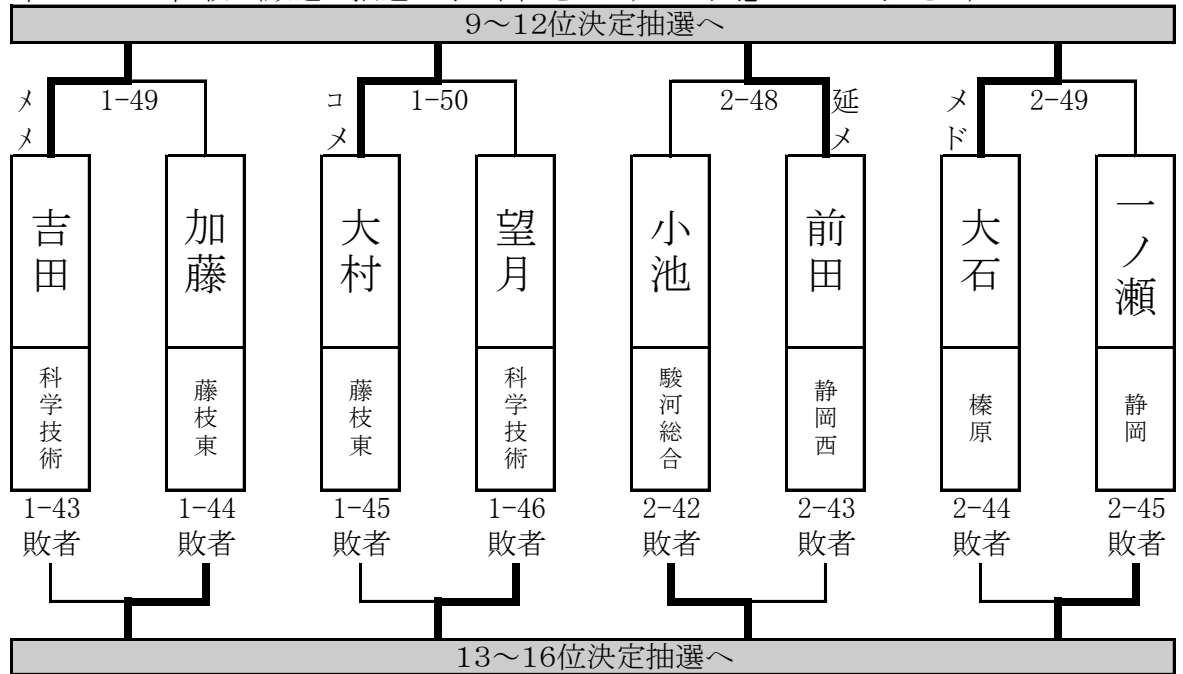 9～12位決定抽選へ
メメ 1-49 コメ 1-50 2-48 延メ メド 2-49
吉田 加藤 大村 望月 小池 前田 大石 一ノ瀬
科学技術 藤枝東 藤枝東 科学技術 駿河総合 静岡西 榛原 静岡
1-43 1-44 1-45 1-46 2-42 2-43 2-44 2-45
敗者 敗者 敗者 敗者 敗者 敗者 敗者 敗者
13～16位決定抽選へ